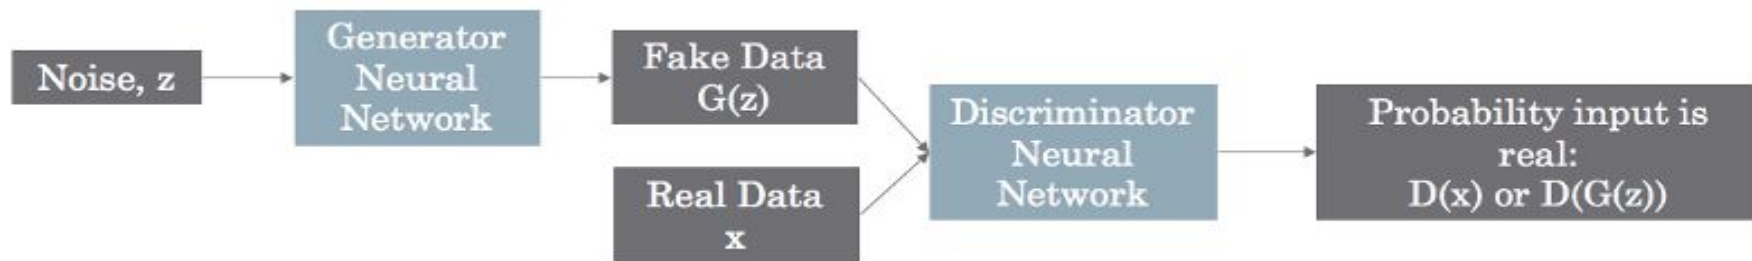 Noise, z
Generator
Neural
Network
Fake Data
G(z)
Real Data
x
Discriminator
Neural
Network
Probability input is
real:
D(x) or D(G(z))